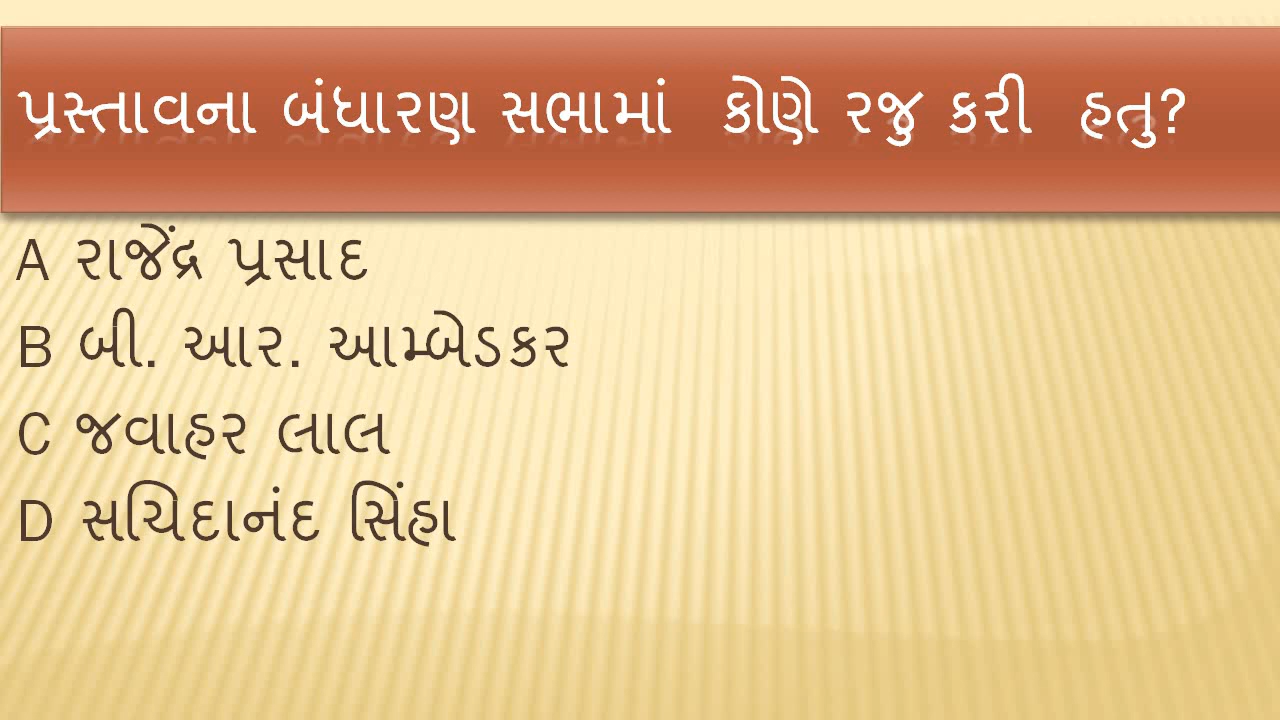 પ્રસ્તાવના બંધારણ સભામાં કોણે રજુ કરી હતુ?
A રાજેંદ્ર પ્રસાદ
B બી. આર. આમ્બેડકર
C જવાહર લાલ
D સચિદાનંદ સિંહા